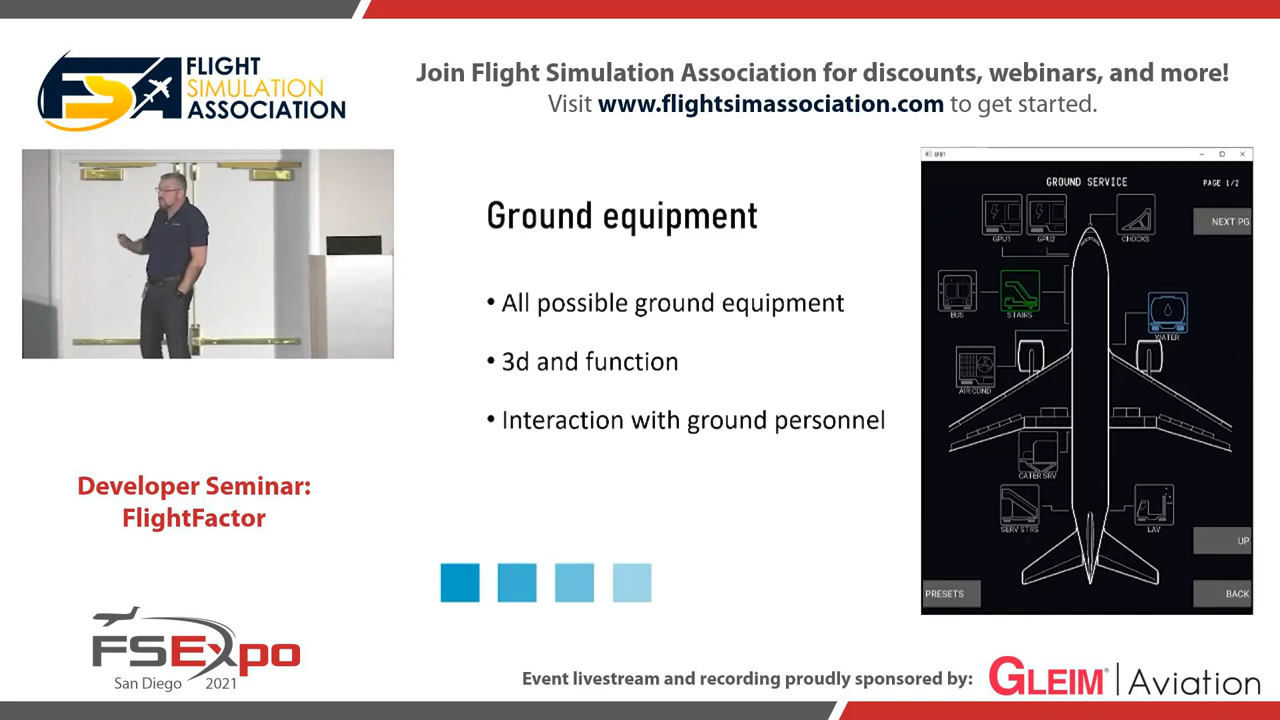 FLIGHT
SIMULATION
ASSOCIATION
Join Flight Simulation Association for discounts, webinars, and more!
Visit www.flightsimassociation.com to get started.
Ground equipment
• All possible ground equipment
• 3d and function
• Interaction with ground personnel
GROUND SERVICE
PAGE 1/2
NEXT PG
GPU1
GPU2
CHOCKS
BUS
STAIRS
WATER
AIR COND
CATER SRV
SERV STRS
LAV
UP
PRESETS
BACK
Developer Seminar:
FlightFactor
FSExpo
San Diego 2021
Event livestream and recording proudly sponsored by:
GLEIM® | Aviation